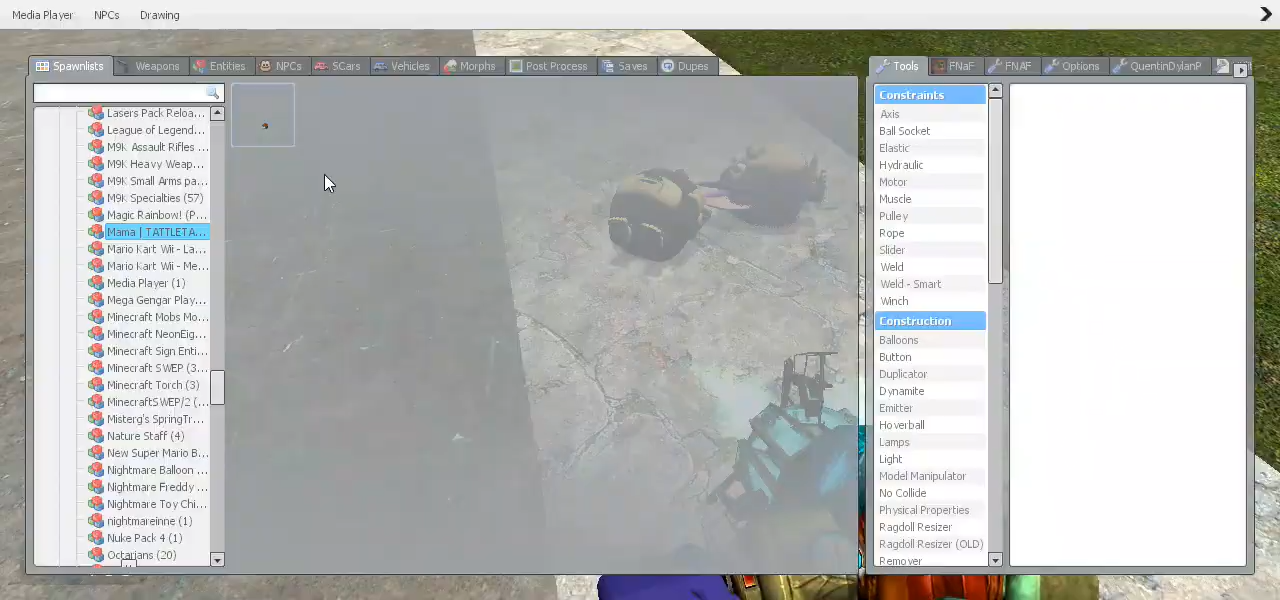 Media Player NPCs Drawing
Spawnlists Weapons Entities NPCs SCars Vehicles Morphs Post Process Saves Dupes
Tools FNaF FNAF Options QuentinDylanP
Lasers Pack Reloa...
League of Legend...
M9K Assault Rifles ...
M9K Heavy Weap...
M9K Small Arms pa...
M9K Specialties (57)
Magic Rainbow! (P...
Mama | TATTLETA...
Mario Kart Wii - La...
Mario Kart Wii - Me...
Media Player (1)
Mega Gengar Play...
Minecraft Mobs Mo...
Minecraft NeonEig...
Minecraft Sign Enti...
Minecraft SWEP (3...
Minecraft Torch (3)
MinecraftSWEP/2 (...
Misterg's SpringTr...
Nature Staff (4)
New Super Mario B...
Nightmare Balloon ...
Nightmare Freddy ...
Nightmare Toy Chi...
nightmareinne (1)
Nuke Pack 4 (1)
Octarians (20)
Constraints
Axis
Ball Socket
Elastic
Hydraulic
Motor
Muscle
Pulley
Rope
Slider
Weld
Weld - Smart
Winch
Construction
Balloons
Button
Duplicator
Dynamite
Emitter
Hoverball
Lamps
Light
Model Manipulator
No Collide
Physical Properties
Ragdoll Resizer
Ragdoll Resizer (OLD)
Remover